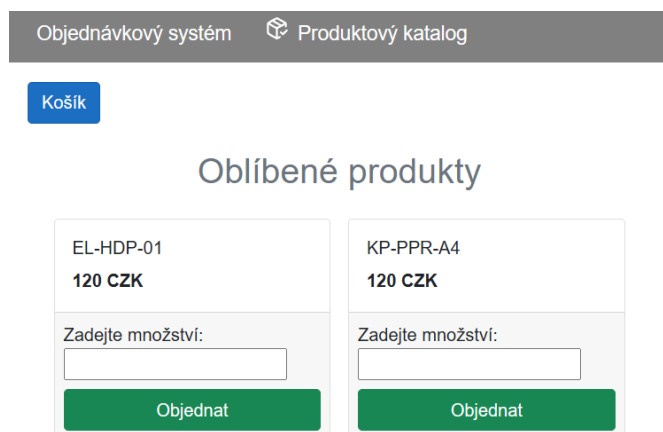 Objednávkový systém Produktový katalog
Košík
Oblíbené produkty
EL-HDP-01
120 CZK
Zadejte množství:
Objednat
KP-PPR-A4
120 CZK
Zadejte množství:
Objednat